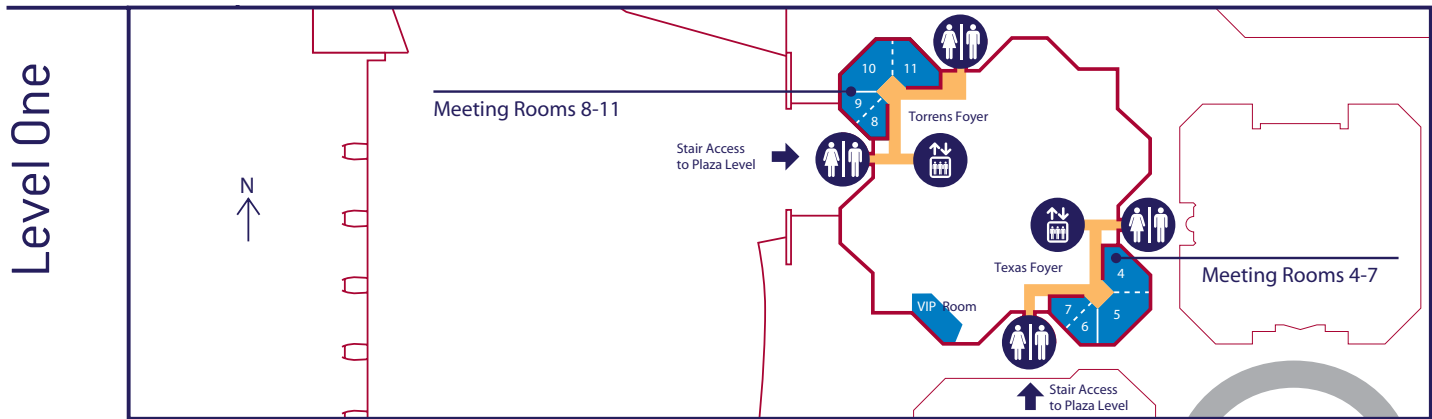 Level One
N
Meeting Rooms 8-11
10
11
9
8
Torrens Foyer
Stair Access
to Plaza Level
Texas Foyer
4
Meeting Rooms 4-7
7
6
5
VIP Room
Stair Access
to Plaza Level